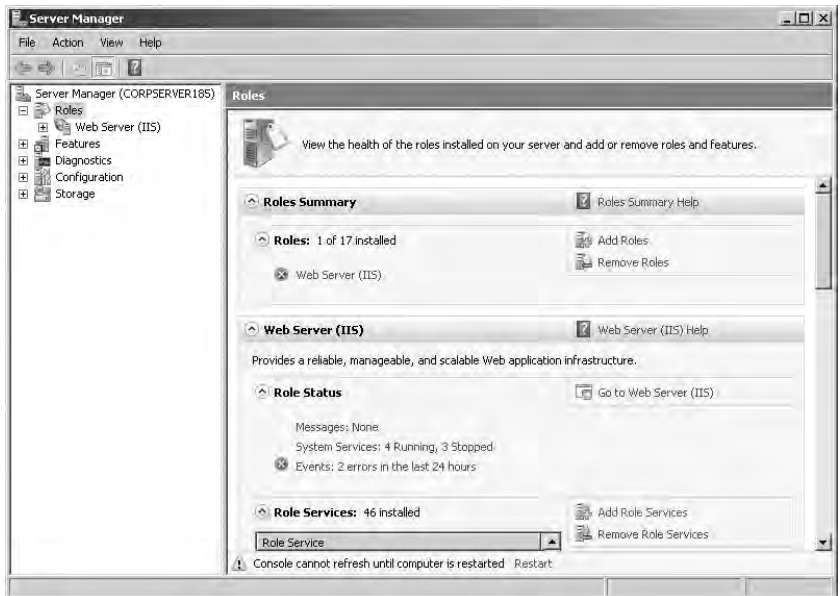 Server Manager
File Action View Help
Server Manager (CORPSERVER185)
Roles
Web Server (IIS)
Features
Diagnostics
Configuration
Storage
Roles
View the health of the roles installed on your server and add or remove roles and features.
Roles Summary
Roles Summary Help
Roles: 1 of 17 installed
Add Roles
Remove Roles
Web Server (IIS)
Web Server (IIS)
Web Server (IIS) Help
Provides a reliable, manageable, and scalable Web application infrastructure.
Role Status
Go to Web Server (IIS)
Messages: None
System Services: 4 Running, 3 Stopped
Events: 2 errors in the last 24 hours
Role Services: 46 installed
Add Role Services
Remove Role Services
Role Service
Console cannot refresh until computer is restarted Restart